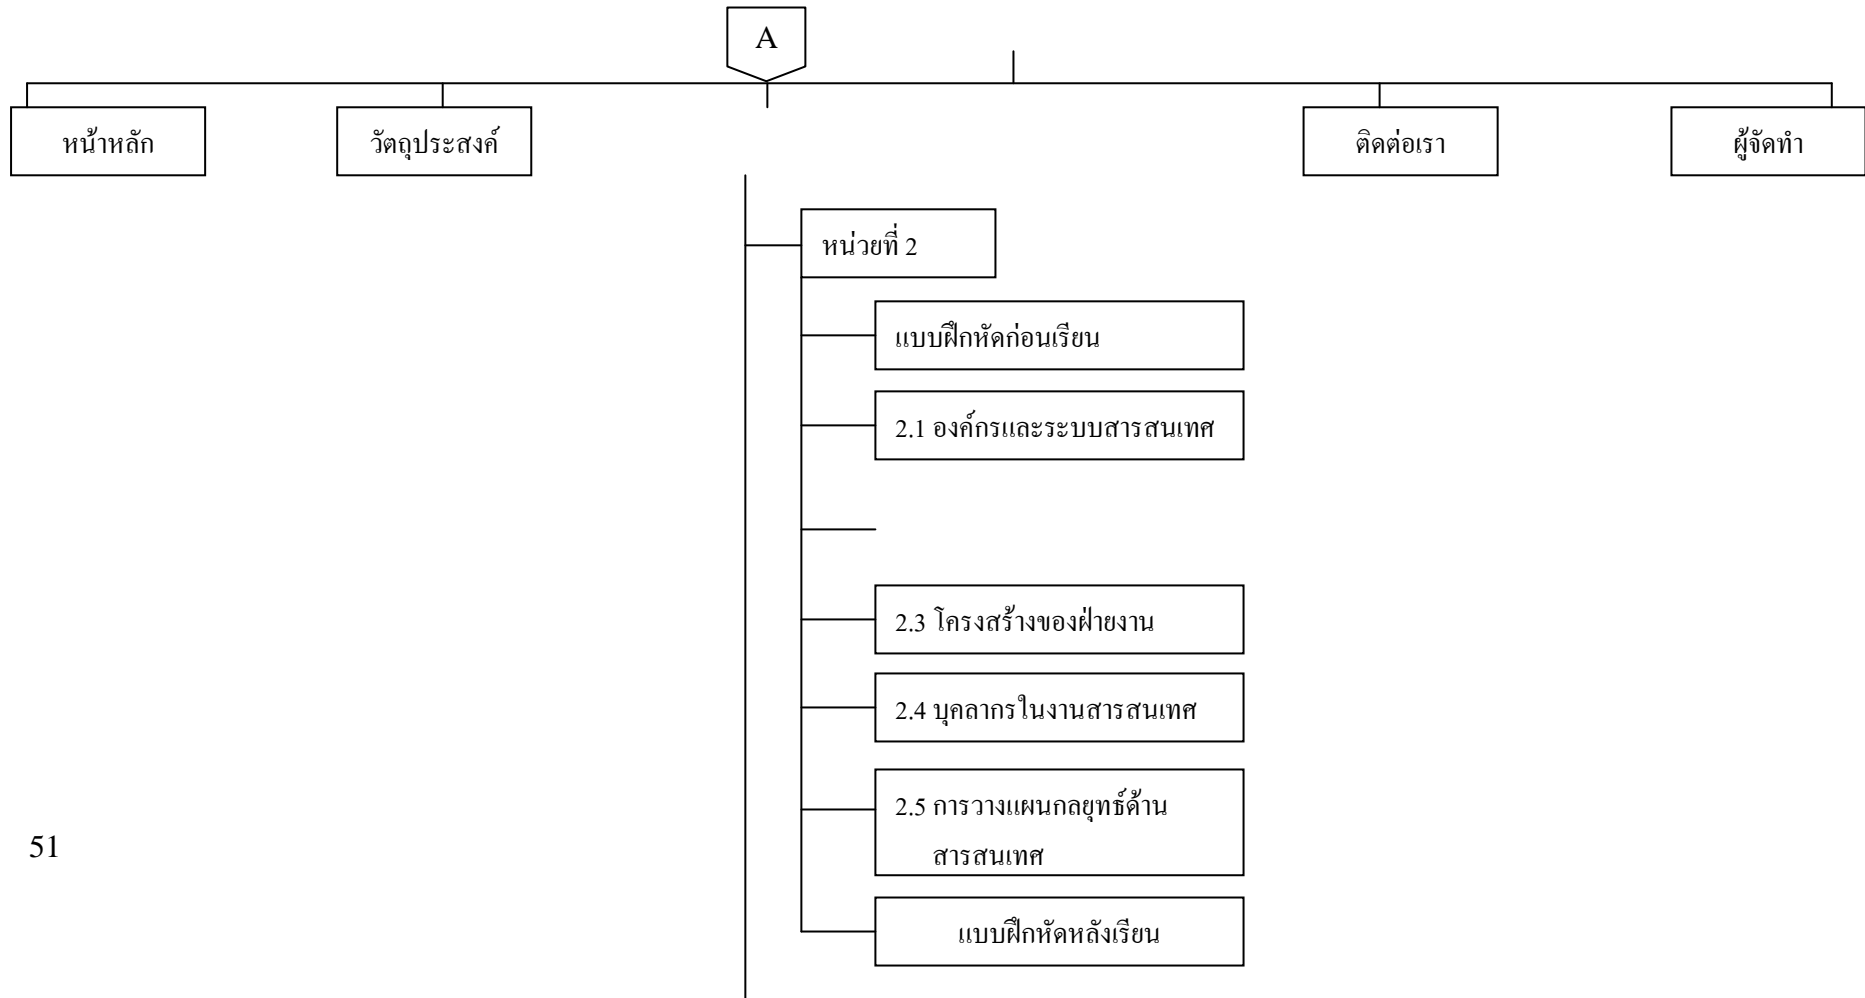 A
หน้าหลัก
วัตถุประสงค์
ติดต่อเรา
ผู้จัดทำ
หน่วยที่ 2
แบบฝึกหัดก่อนเรียน
2.1 องค์กรและระบบสารสนเทศ
2.3 โครงสร้างของฝ่ายงาน
2.4 บุคลากรในงานสารสนเทศ
2.5 การวางแผนกลยุทธ์ด้าน
สารสนเทศ
แบบฝึกหัดหลังเรียน
51